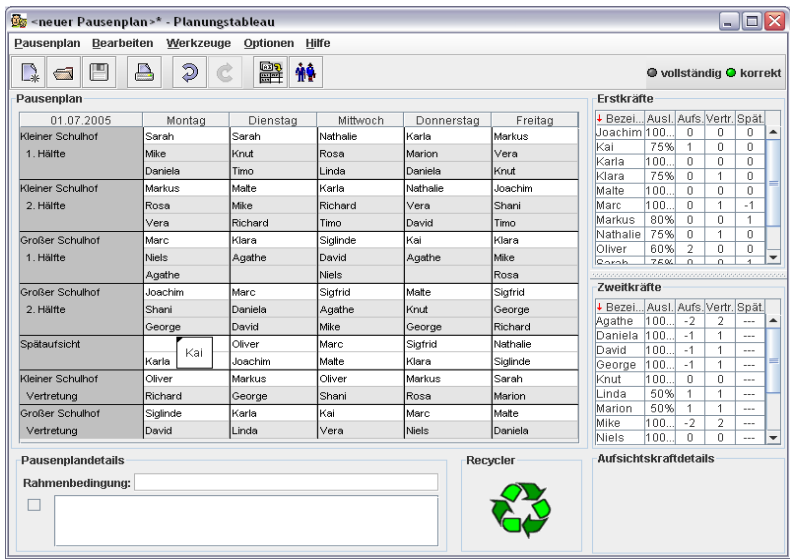 <neuer Pausenplan>* - Planungstableau
Pausenplan Bearbeiten Werkzeuge Optionen Hilfe
vollständig korrekt
Pausenplan
01.07.2005 Montag Dienstag Mittwoch Donnerstag Freitag
Kleiner Schulhof Sarah Sarah Nathalie Karla Markus
1. Hälfte Mike Knut Rosa Marion Vera
Daniela Timo Linda Daniela Knut
Kleiner Schulhof Markus Malte Karla Nathalie Joachim
2. Hälfte Rosa Mike Richard Vera Shani
Vera Richard Timo David Timo
Großer Schulhof Marc Klara Siglinde Kai Klara
1. Hälfte Niels Agathe David Agathe Mike
Agathe Niels Rosa
Großer Schulhof Joachim Marc Sigfrid Malte Sigfrid
2. Hälfte Shani Daniela Agathe Knut George
George David Mike George Richard
Spätaufsicht Oliver Marc Sigfrid Nathalie
Kai
Karla Joachim Malte Klara Siglinde
Kleiner Schulhof Oliver Markus Oliver Markus Sarah
Vertretung Richard George Shani Rosa Marion
Großer Schulhof Siglinde Karla Kai Marc Malte
Vertretung David Linda Vera Niels Daniela
Erstkräfte
Bezei... Ausl. Aufs. Vertr. Spät.
Joachim 100... 0 0 0
Kai 75% 1 0 0
Karla 100... 0 0 0
Klara 75% 0 1 0
Malte 100... 0 0 0
Marc 100... 0 1 -1
Markus 80% 0 0 1
Nathalie 75% 0 1 0
Oliver 60% 2 0 0
Sarah 75% 0 0 1
Zweitkräfte
Bezei... Ausl. Aufs. Vertr. Spät.
Agathe 100... -2 2 ---
Daniela 100... -1 1 ---
David 100... -1 1 ---
George 100... -1 1 ---
Knut 100... 0 0 ---
Linda 50% 1 1 ---
Marion 50% 1 1 ---
Mike 100... -2 2 ---
Niels 100... 0 0 ---
Pausenplandetails
Rahmenbedingung:
Recycler
Aufsichtskraftdetails